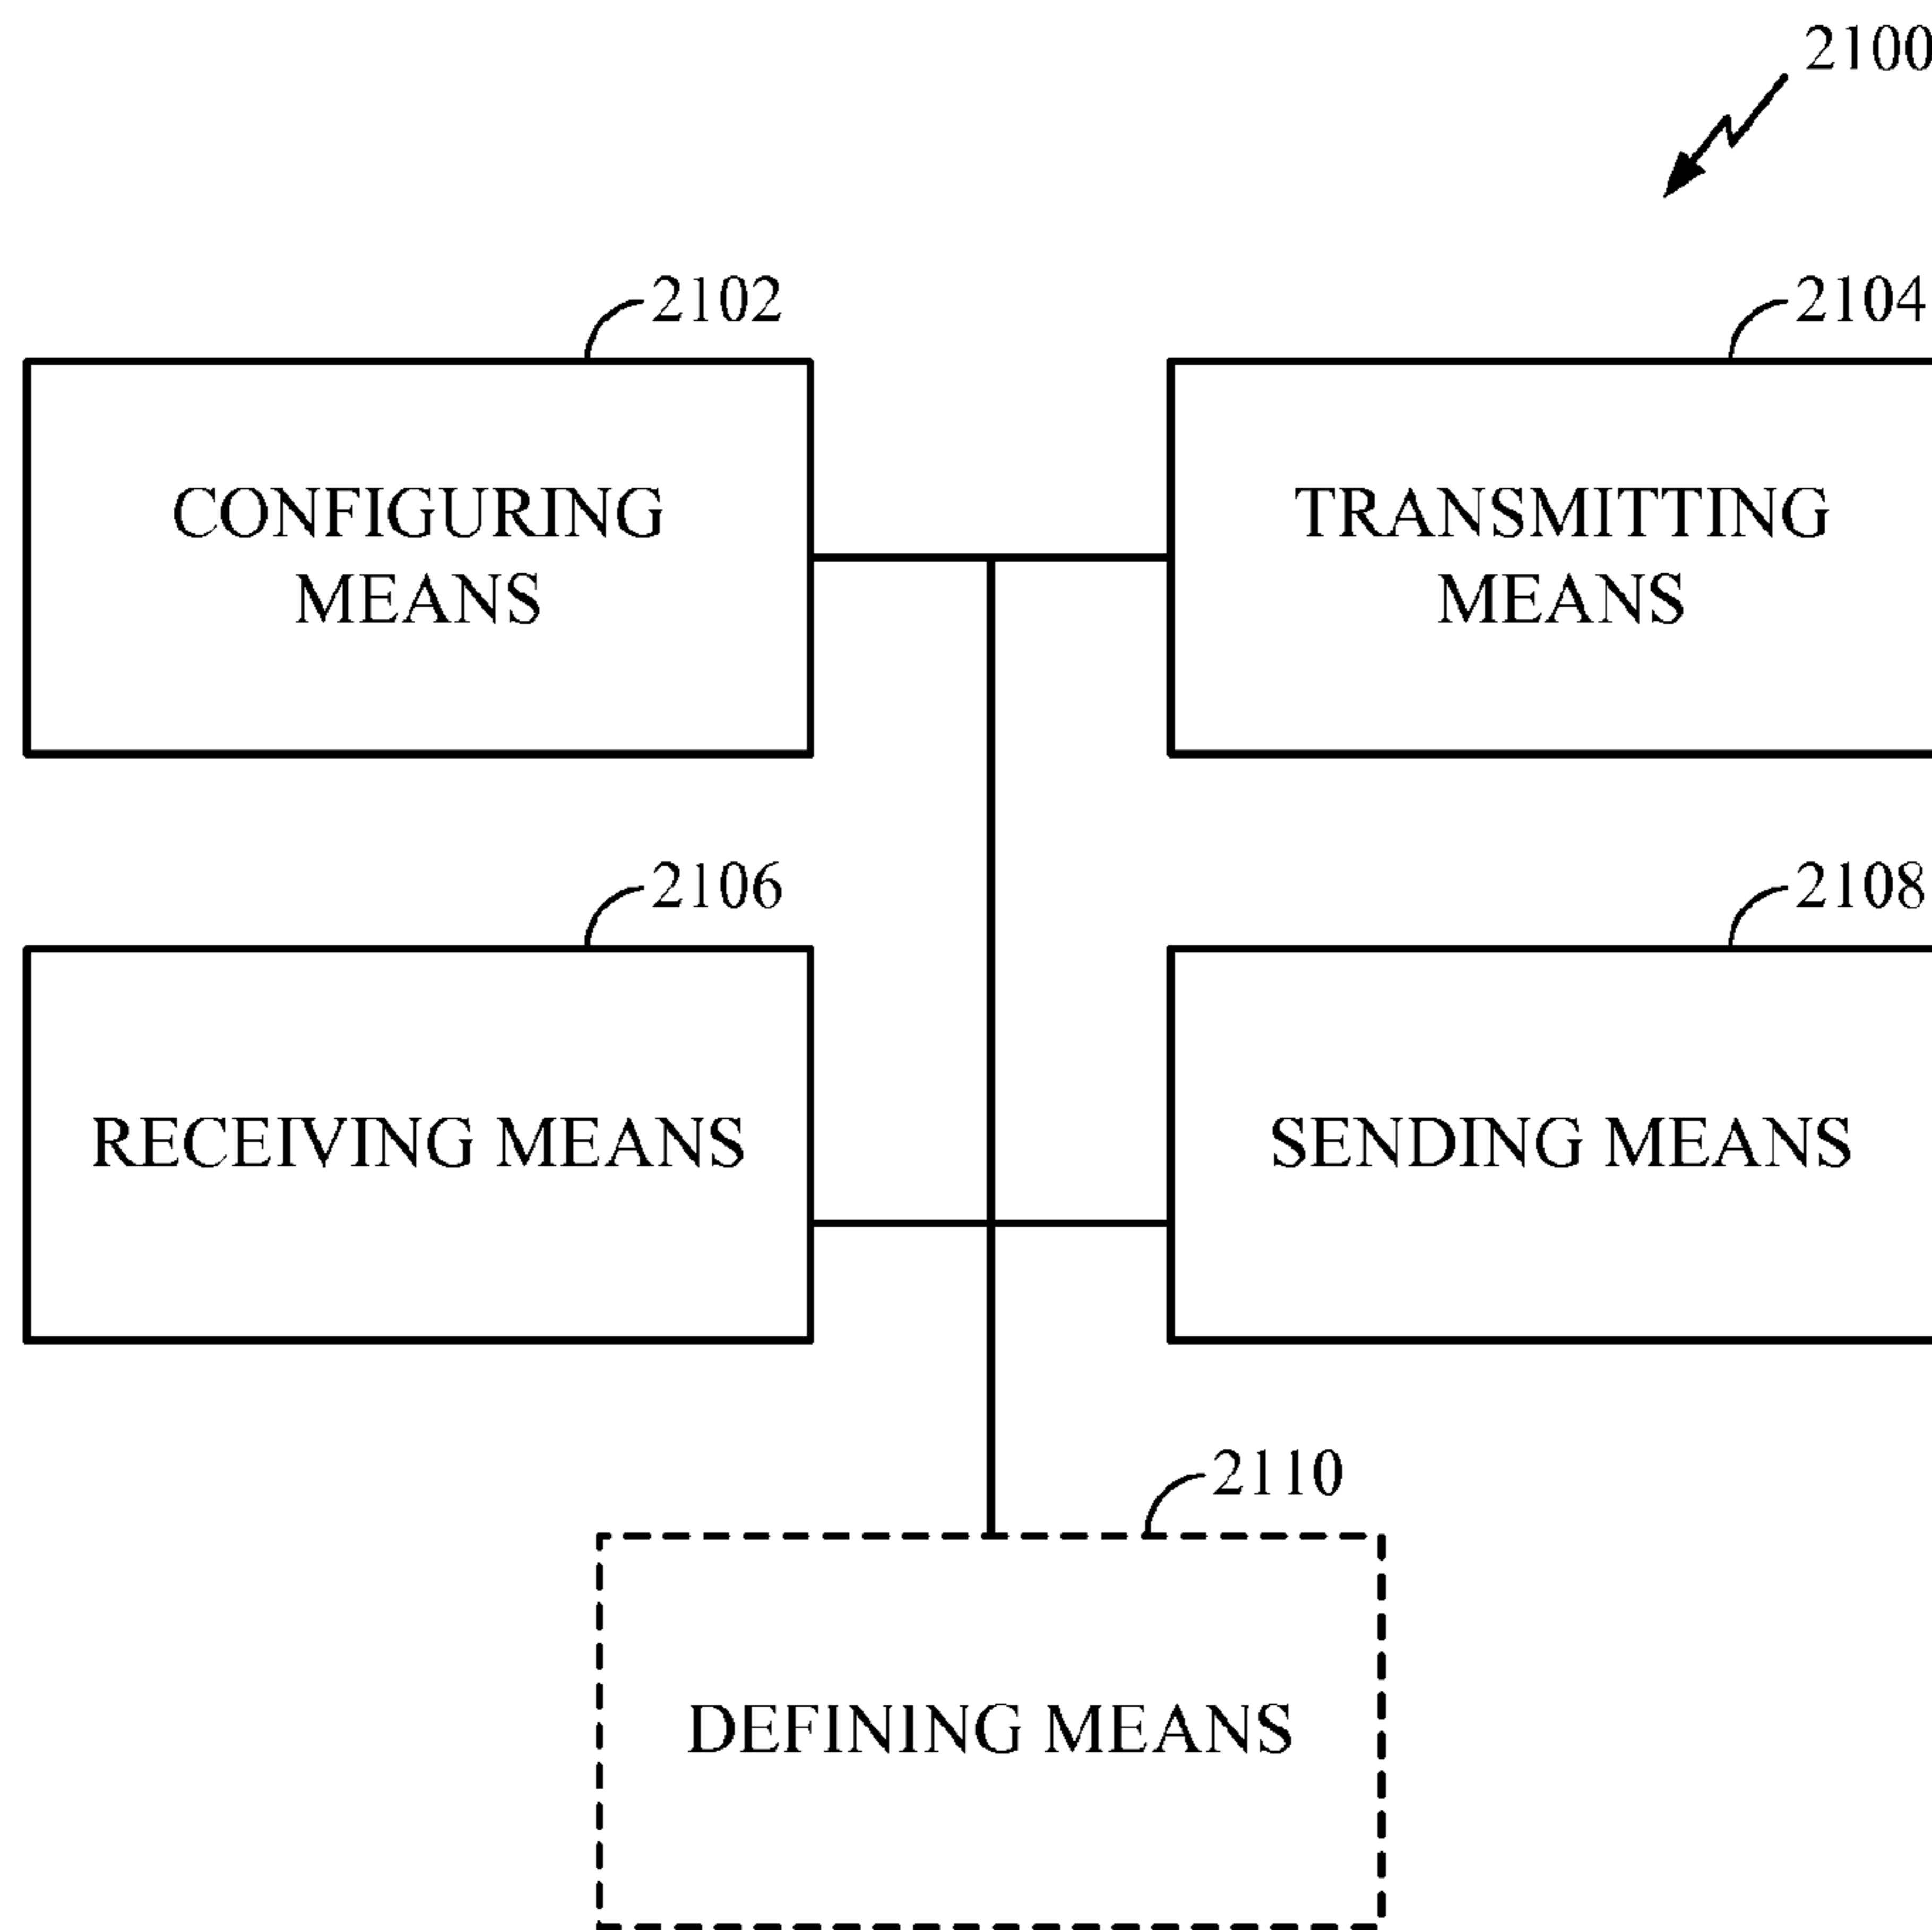 2100
2102
2104
CONFIGURING
MEANS
TRANSMITTING
MEANS
2106
2108
RECEIVING MEANS
SENDING MEANS
2110
DEFINING MEANS